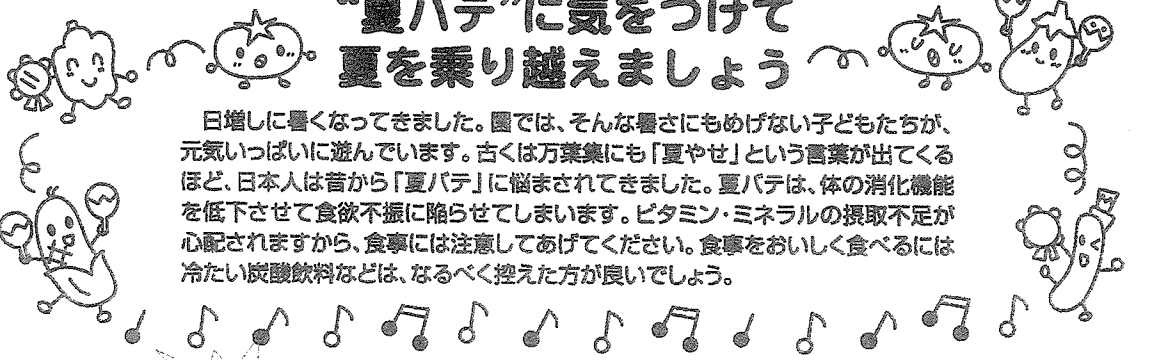 “夏バテ”に気をつけて
夏を乗り越えましょう
日増しに暑くなってきました。園では、そんな暑さにもめげない子どもたちが、
元気いっぱいに遊んでいます。古くは万葉集にも「夏やせ」という言葉が出てくる
ほど、日本人は昔から「夏バテ」に悩まされてきました。夏バテは、体の消化機能
を低下させて食欲不振に陥らせてしまいます。ビタミン・ミネラルの摂取不足が
心配されますから、食事には注意してあげてください。食事をおいしく食べるには
冷たい炭酸飲料などは、なるべく控えた方が良いでしょう。